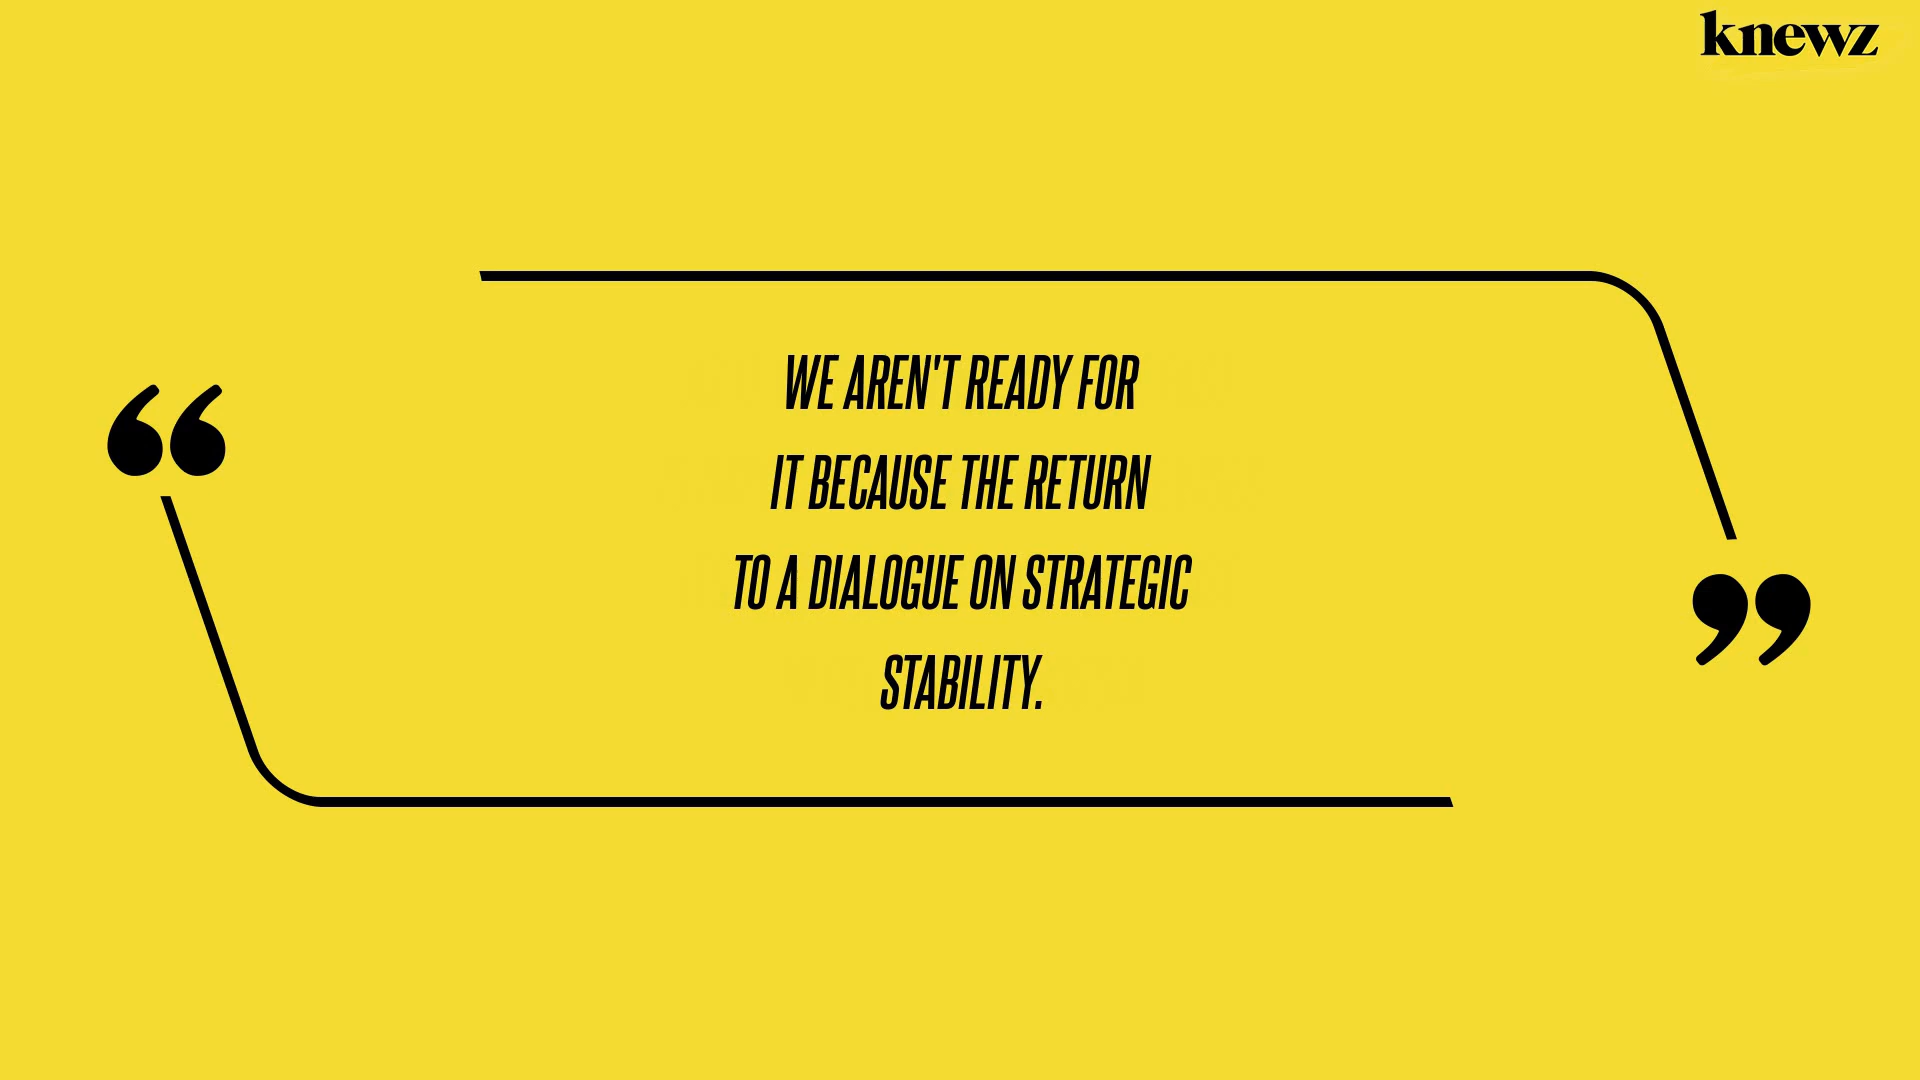 knewz
WE AREN'T READY FOR
IT BECAUSE THE RETURN
TO A DIALOGUE ON STRATEGIC
STABILITY.